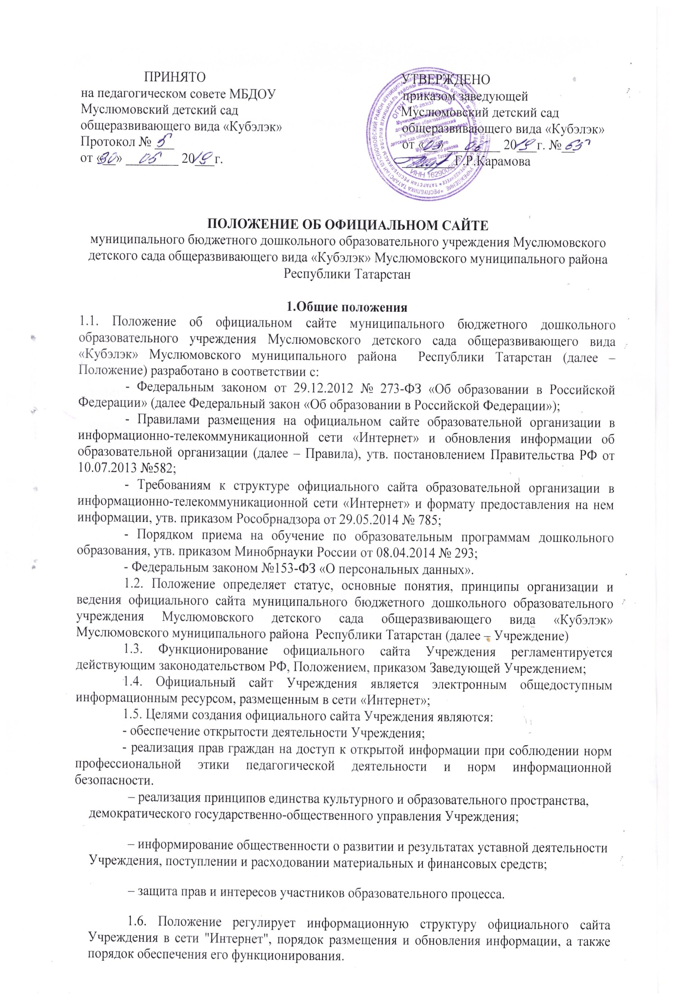 ПРИНЯТО
на педагогическом совете МБДОУ
Муслюмовский детский сад
общеразвивающего вида «Кубэлэк»
Протокол № 5
от «30» 05 2019 г.
УТВЕРЖДЕНО
приказом заведующей
Муслюмовский детский сад
общеразвивающего вида «Кубэлэк»
от «03» 06 2019 г. №
Г.Р.Карамова
ИНН 1629005679
ПОЛОЖЕНИЕ ОБ ОФИЦИАЛЬНОМ САЙТЕ
муниципального бюджетного дошкольного образовательного учреждения Муслюмовского
детского сада общеразвивающего вида «Кубэлэк» Муслюмовского муниципального района
Республики Татарстан
1.Общие положения
1.1. Положение об официальном сайте муниципального бюджетного дошкольного
образовательного учреждения Муслюмовского детского сада общеразвивающего вида
«Кубэлэк» Муслюмовского муниципального района Республики Татарстан (далее –
Положение) разработано в соответствии с:
- Федеральным законом от 29.12.2012 № 273-ФЗ «Об образовании в Российской
Федерации» (далее Федеральный закон «Об образовании в Российской Федерации»);
- Правилами размещения на официальном сайте образовательной организации в
информационно-телекоммуникационной сети «Интернет» и обновления информации об
образовательной организации (далее – Правила), утв. постановлением Правительства РФ от
10.07.2013 №582;
- Требованиям к структуре официального сайта образовательной организации в
информационно-телекоммуникационной сети «Интернет» и формату предоставления на нем
информации, утв. приказом Рособрнадзора от 29.05.2014 № 785;
- Порядком приема на обучение по образовательным программам дошкольного
образования, утв. приказом Минобрнауки России от 08.04.2014 № 293;
- Федеральным законом №153-ФЗ «О персональных данных».
1.2. Положение определяет статус, основные понятия, принципы организации и
ведения официального сайта муниципального бюджетного дошкольного образовательного
учреждения Муслюмовского детского сада общеразвивающего вида «Кубэлэк»
Муслюмовского муниципального района Республики Татарстан (далее – Учреждение)
1.3. Функционирование официального сайта Учреждения регламентируется
действующим законодательством РФ, Положением, приказом Заведующей Учреждением;
1.4. Официальный сайт Учреждения является электронным общедоступным
информационным ресурсом, размещенным в сети «Интернет»;
1.5. Целями создания официального сайта Учреждения являются:
- обеспечение открытости деятельности Учреждения;
- реализация прав граждан на доступ к открытой информации при соблюдении норм
профессиональной этики педагогической деятельности и норм информационной
безопасности.
– реализация принципов единства культурного и образовательного пространства,
демократического государственно-общественного управления Учреждения;
– информирование общественности о развитии и результатах уставной деятельности
Учреждения, поступлении и расходовании материальных и финансовых средств;
– защита прав и интересов участников образовательного процесса.
1.6. Положение регулирует информационную структуру официального сайта
Учреждения в сети "Интернет", порядок размещения и обновления информации, а также
порядок обеспечения его функционирования.